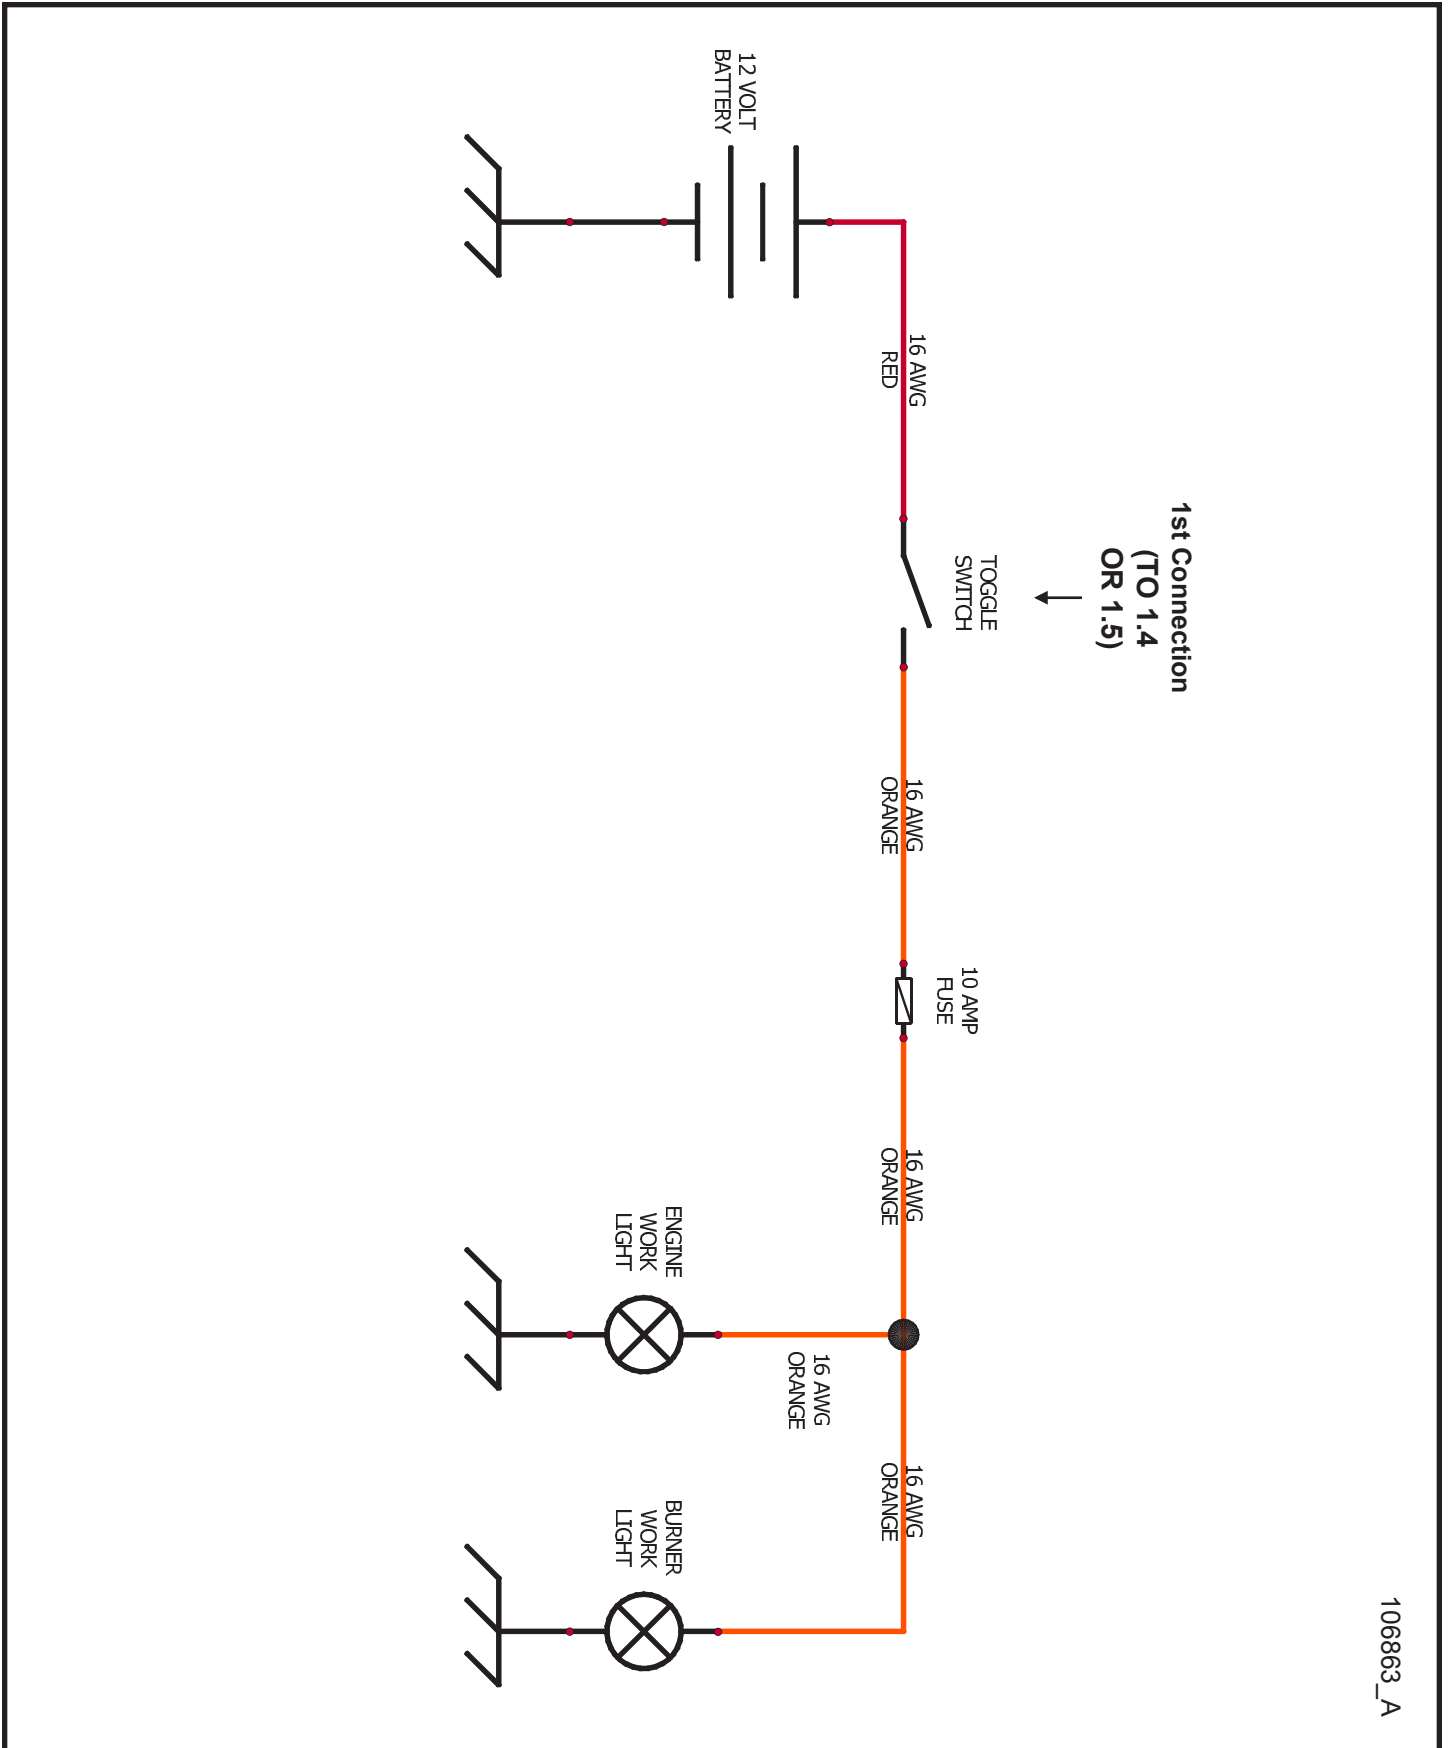 106863_A
1st Connection
(TO 1.4
OR 1.5)
TOGGLE
SWITCH
12 VOLT
BATTERY
16 AWG
RED
16 AWG
ORANGE
10 AMP
FUSE
16 AWG
ORANGE
16 AWG
ORANGE
16 AWG
ORANGE
ENGINE
WORK
LIGHT
BURNER
WORK
LIGHT